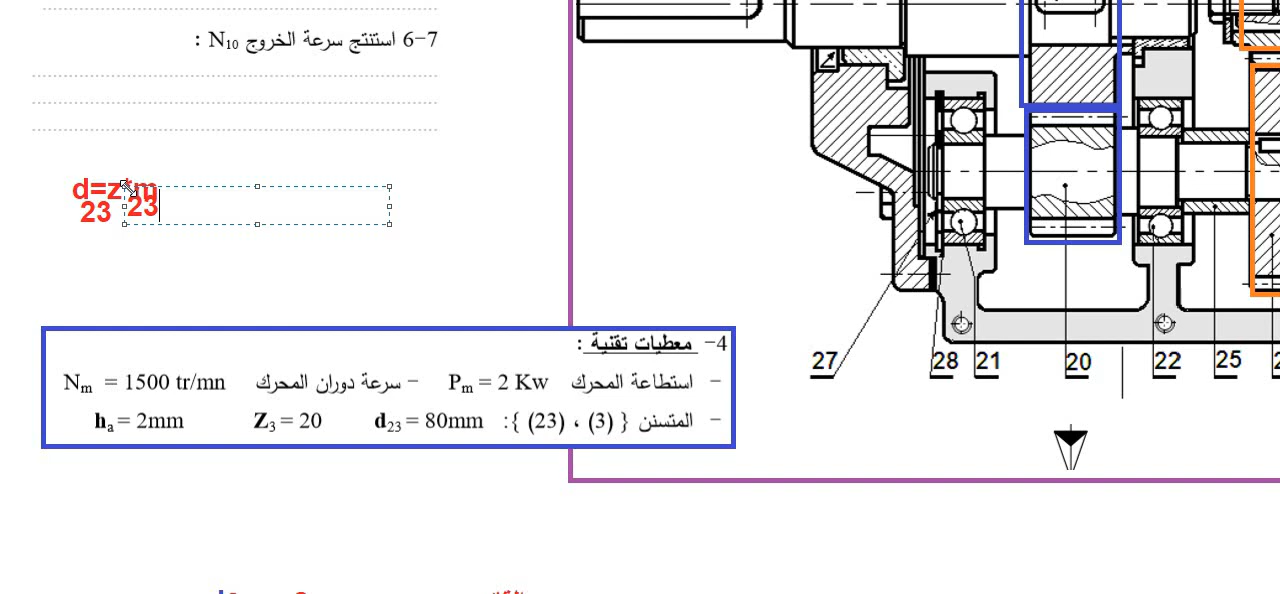 6-7 استنتج سرعة الخروج N10 :
d=z*m
23 23
27 28 21 20 22 25
4- معطيات تقنية :
- استطاعة المحرك Pm = 2 Kw - سرعة دوران المحرك Nm = 1500 tr/mn
- المتسنن { (3) ، (23) }: d23 = 80mm Z3 = 20 ha = 2mm